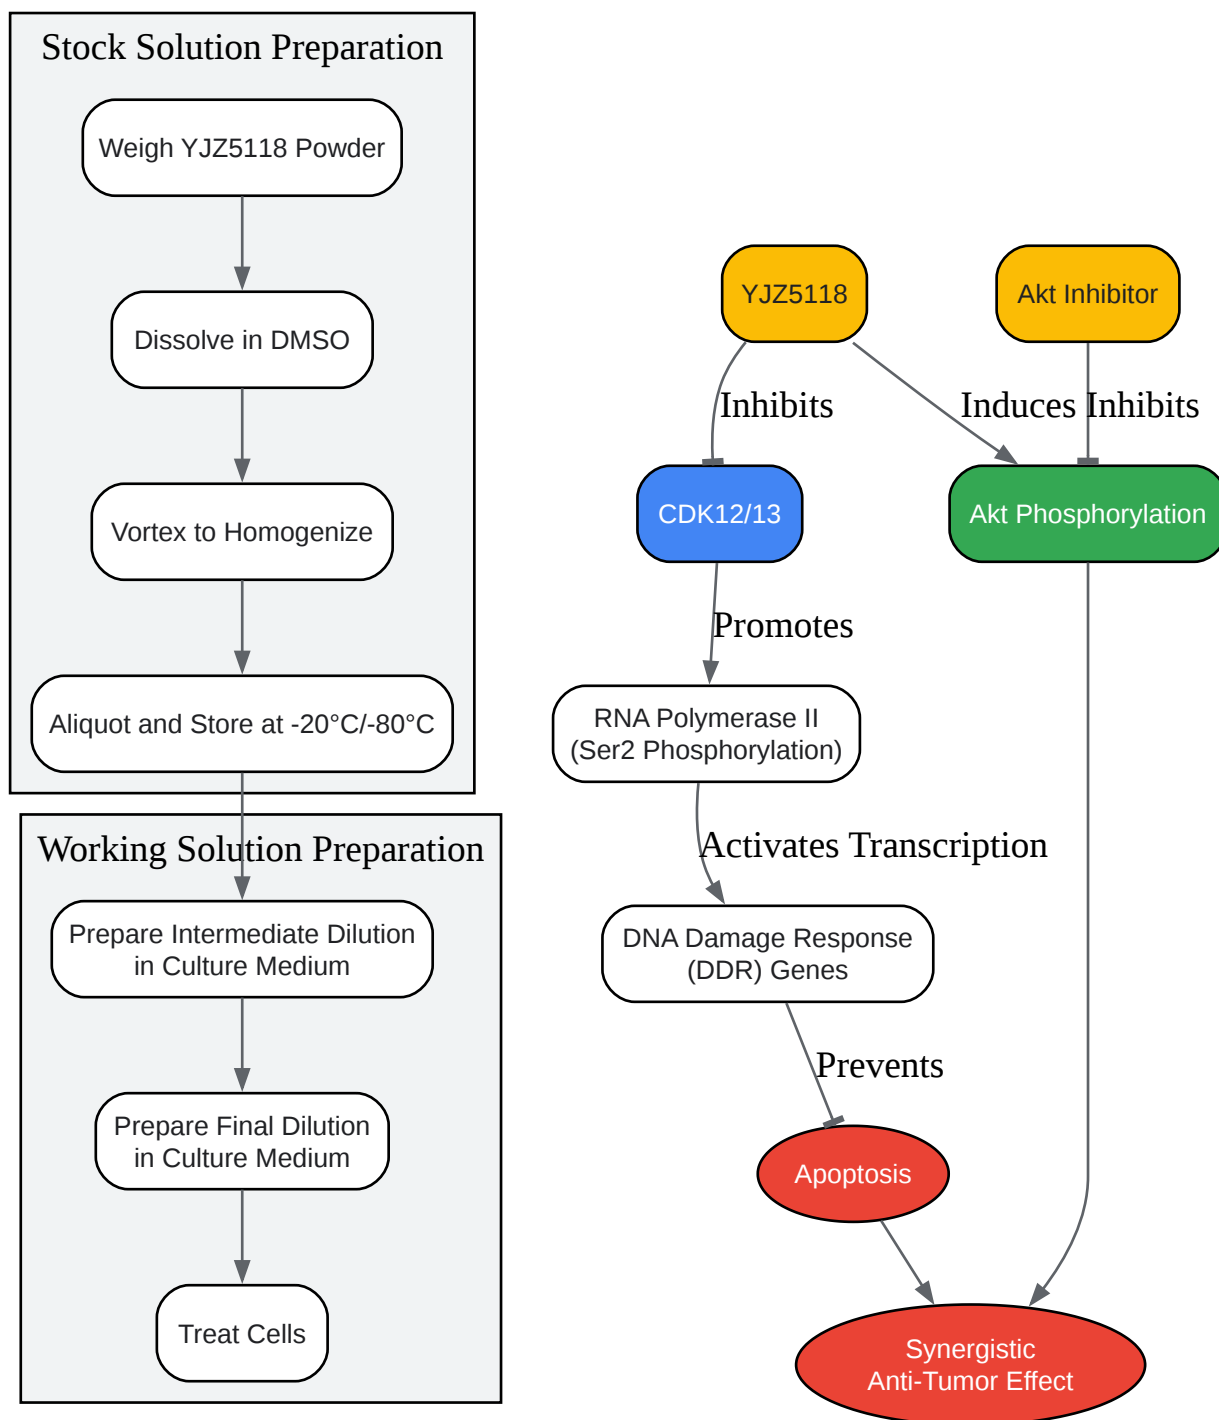 Stock Solution Preparation
Weigh YJZ5118 Powder
Dissolve in DMSO
Vortex to Homogenize
Aliquot and Store at -20°C/-80°C
Working Solution Preparation
Prepare Intermediate Dilution
in Culture Medium
Prepare Final Dilution
in Culture Medium
Treat Cells
YJZ5118
Akt Inhibitor
Inhibits
Induces
Inhibits
CDK12/13
Akt Phosphorylation
Promotes
RNA Polymerase II
(Ser2 Phosphorylation)
Activates Transcription
DNA Damage Response
(DDR) Genes
Prevents
Apoptosis
Synergistic
Anti-Tumor Effect